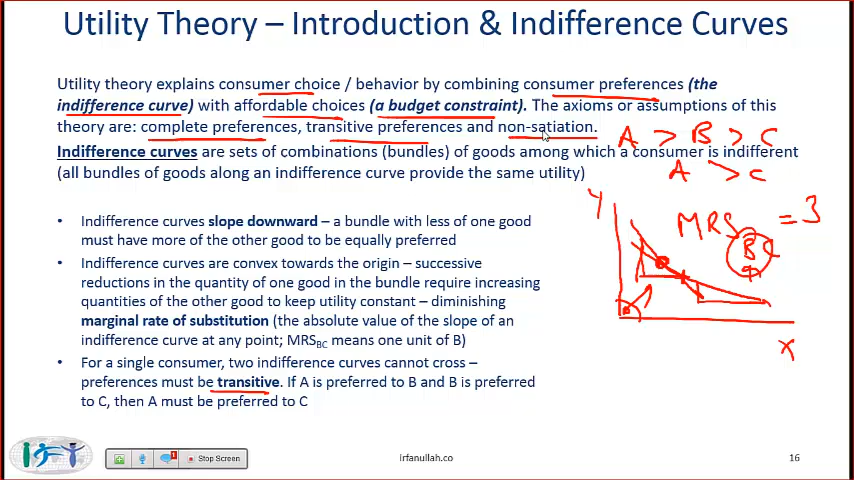 Utility Theory – Introduction & Indifference Curves
Utility theory explains consumer choice / behavior by combining consumer preferences (the
indifference curve) with affordable choices (a budget constraint). The axioms or assumptions of this
theory are: complete preferences, transitive preferences and non-satiation.
A > B > C
Indifference curves are sets of combinations (bundles) of goods among which a consumer is indifferent
(all bundles of goods along an indifference curve provide the same utility)
A > C
Y
MRS BC = 3
X
• Indifference curves slope downward – a bundle with less of one good
must have more of the other good to be equally preferred
• Indifference curves are convex towards the origin – successive
reductions in the quantity of one good in the bundle require increasing
quantities of the other good to keep utility constant – diminishing
marginal rate of substitution (the absolute value of the slope of an
indifference curve at any point; MRSBC means one unit of B)
• For a single consumer, two indifference curves cannot cross –
preferences must be transitive. If A is preferred to B and B is preferred
to C, then A must be preferred to C
Stop Screen
irfanullah.co
16